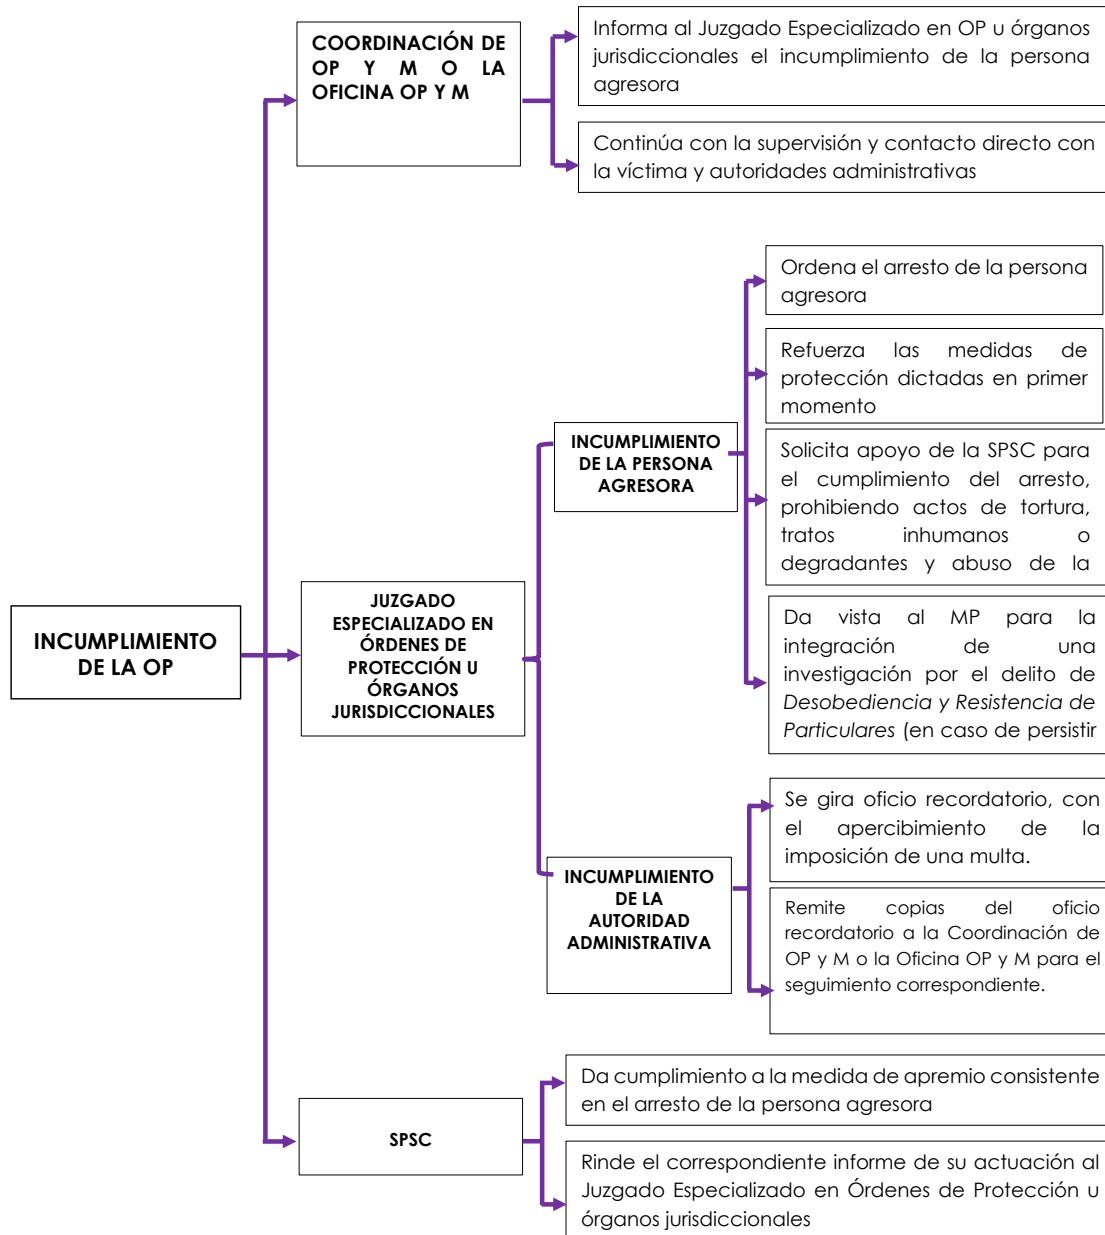 COORDINACIÓN DE
OP Y M O LA
OFICINA OP Y M
Informa al Juzgado Especializado en OP u órganos
jurisdiccionales el incumplimiento de la persona
agresora
Continúa con la supervisión y contacto directo con
la víctima y autoridades administrativas
INCUMPLIMIENTO
DE LA OP
JUZGADO
ESPECIALIZADO EN
ÓRDENES DE
PROTECCIÓN U
ÓRGANOS
JURISDICCIONALES
INCUMPLIMIENTO
DE LA PERSONA
AGRESORA
Ordena el arresto de la persona
agresora
Refuerza las medidas de
protección dictadas en primer
momento
Solicita apoyo de la SPSC para
el cumplimiento del arresto,
prohibiendo actos de tortura,
tratos inhumanos o
degradantes y abuso de la
Da vista al MP para la
integración de una
investigación por el delito de
Desobediencia y Resistencia de
Particulares (en caso de persistir
INCUMPLIMIENTO
DE LA
AUTORIDAD
ADMINISTRATIVA
Se gira oficio recordatorio, con
el apercibimiento de la
imposición de una multa.
Remite copias del oficio
recordatorio a la Coordinación de
OP y M o la Oficina OP y M para el
seguimiento correspondiente.
SPSC
Da cumplimiento a la medida de apremio consistente
en el arresto de la persona agresora
Rinde el correspondiente informe de su actuación al
Juzgado Especializado en Órdenes de Protección u
órganos jurisdiccionales